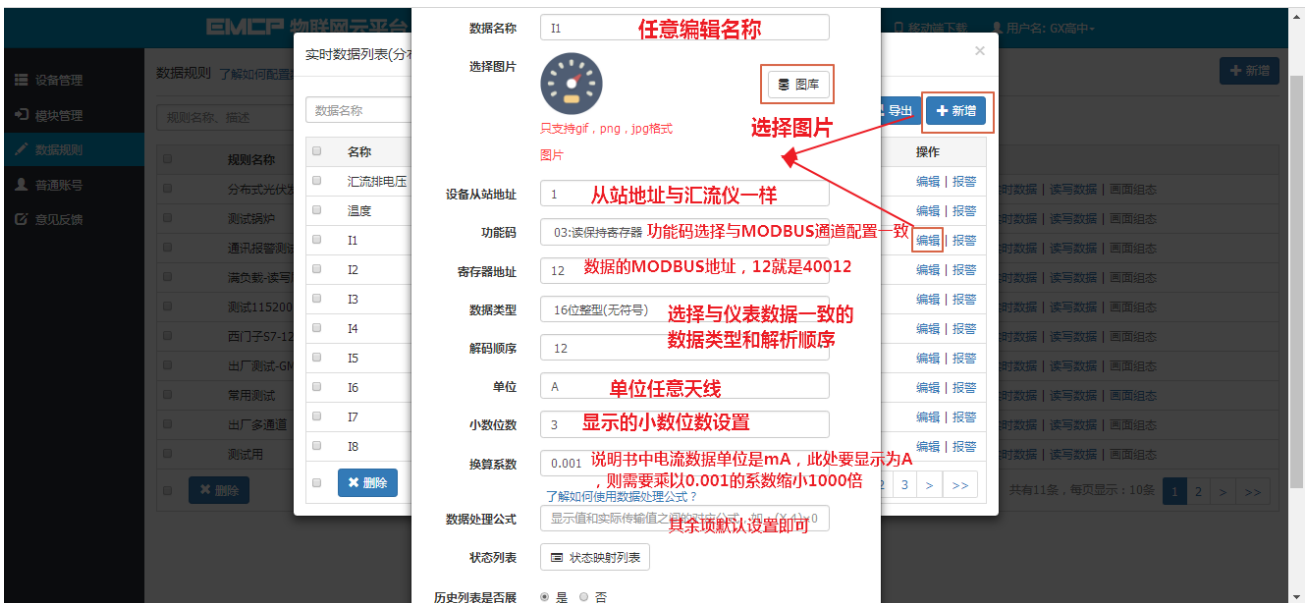 EMCP 物联网云平台
移动端下载
用户名: GX高中
设备管理
模块管理
数据规则
普通账号
意见反馈
数据规则 了解如何配置
新增
规则名称、描述
规则名称
分布式光伏发
测试锅炉
通讯报警测试
满负载-读写
测试115200
西门子S7-12
出厂测试-GM
常用测试
出厂多通道
测试用
删除
时数据 | 读写数据 | 画面组态
时数据 | 读写数据 | 画面组态
时数据 | 读写数据 | 画面组态
时数据 | 读写数据 | 画面组态
时数据 | 读写数据 | 画面组态
时数据 | 读写数据 | 画面组态
时数据 | 读写数据 | 画面组态
时数据 | 读写数据 | 画面组态
时数据 | 读写数据 | 画面组态
时数据 | 读写数据 | 画面组态
共有11条，每页显示：10条 1 2 > >>
实时数据列表(分布
×
数据名称
导出
新增
名称
操作
汇流排电压
编辑 | 报警
温度
编辑 | 报警
I1
编辑 | 报警
I2
编辑 | 报警
I3
编辑 | 报警
I4
编辑 | 报警
I5
编辑 | 报警
I6
编辑 | 报警
I7
编辑 | 报警
I8
编辑 | 报警
删除
2 3 > >>
数据名称 I1 任意编辑名称
选择图片
图库
只支持gif，png，jpg格式
图片
选择图片
设备从站地址 1 从站地址与汇流仪一样
功能码 03:读保持寄存器 功能码选择与MODBUS通道配置一致
寄存器地址 12 数据的MODBUS地址，12就是40012
数据类型 16位整型(无符号) 选择与仪表数据一致的
数据类型和解析顺序
解码顺序 12
单位 A 单位任意天线
小数位数 3 显示的小数位数设置
换算系数 0.001 说明书中电流数据单位是mA，此处要显示为A
，则需要乘以0.001的系数缩小1000倍
了解如何使用数据处理公式？
数据处理公式 显示值和实际传输值之间的对应公式
其余项默认设置即可
状态列表 状态映射列表
历史列表是否展 是 否